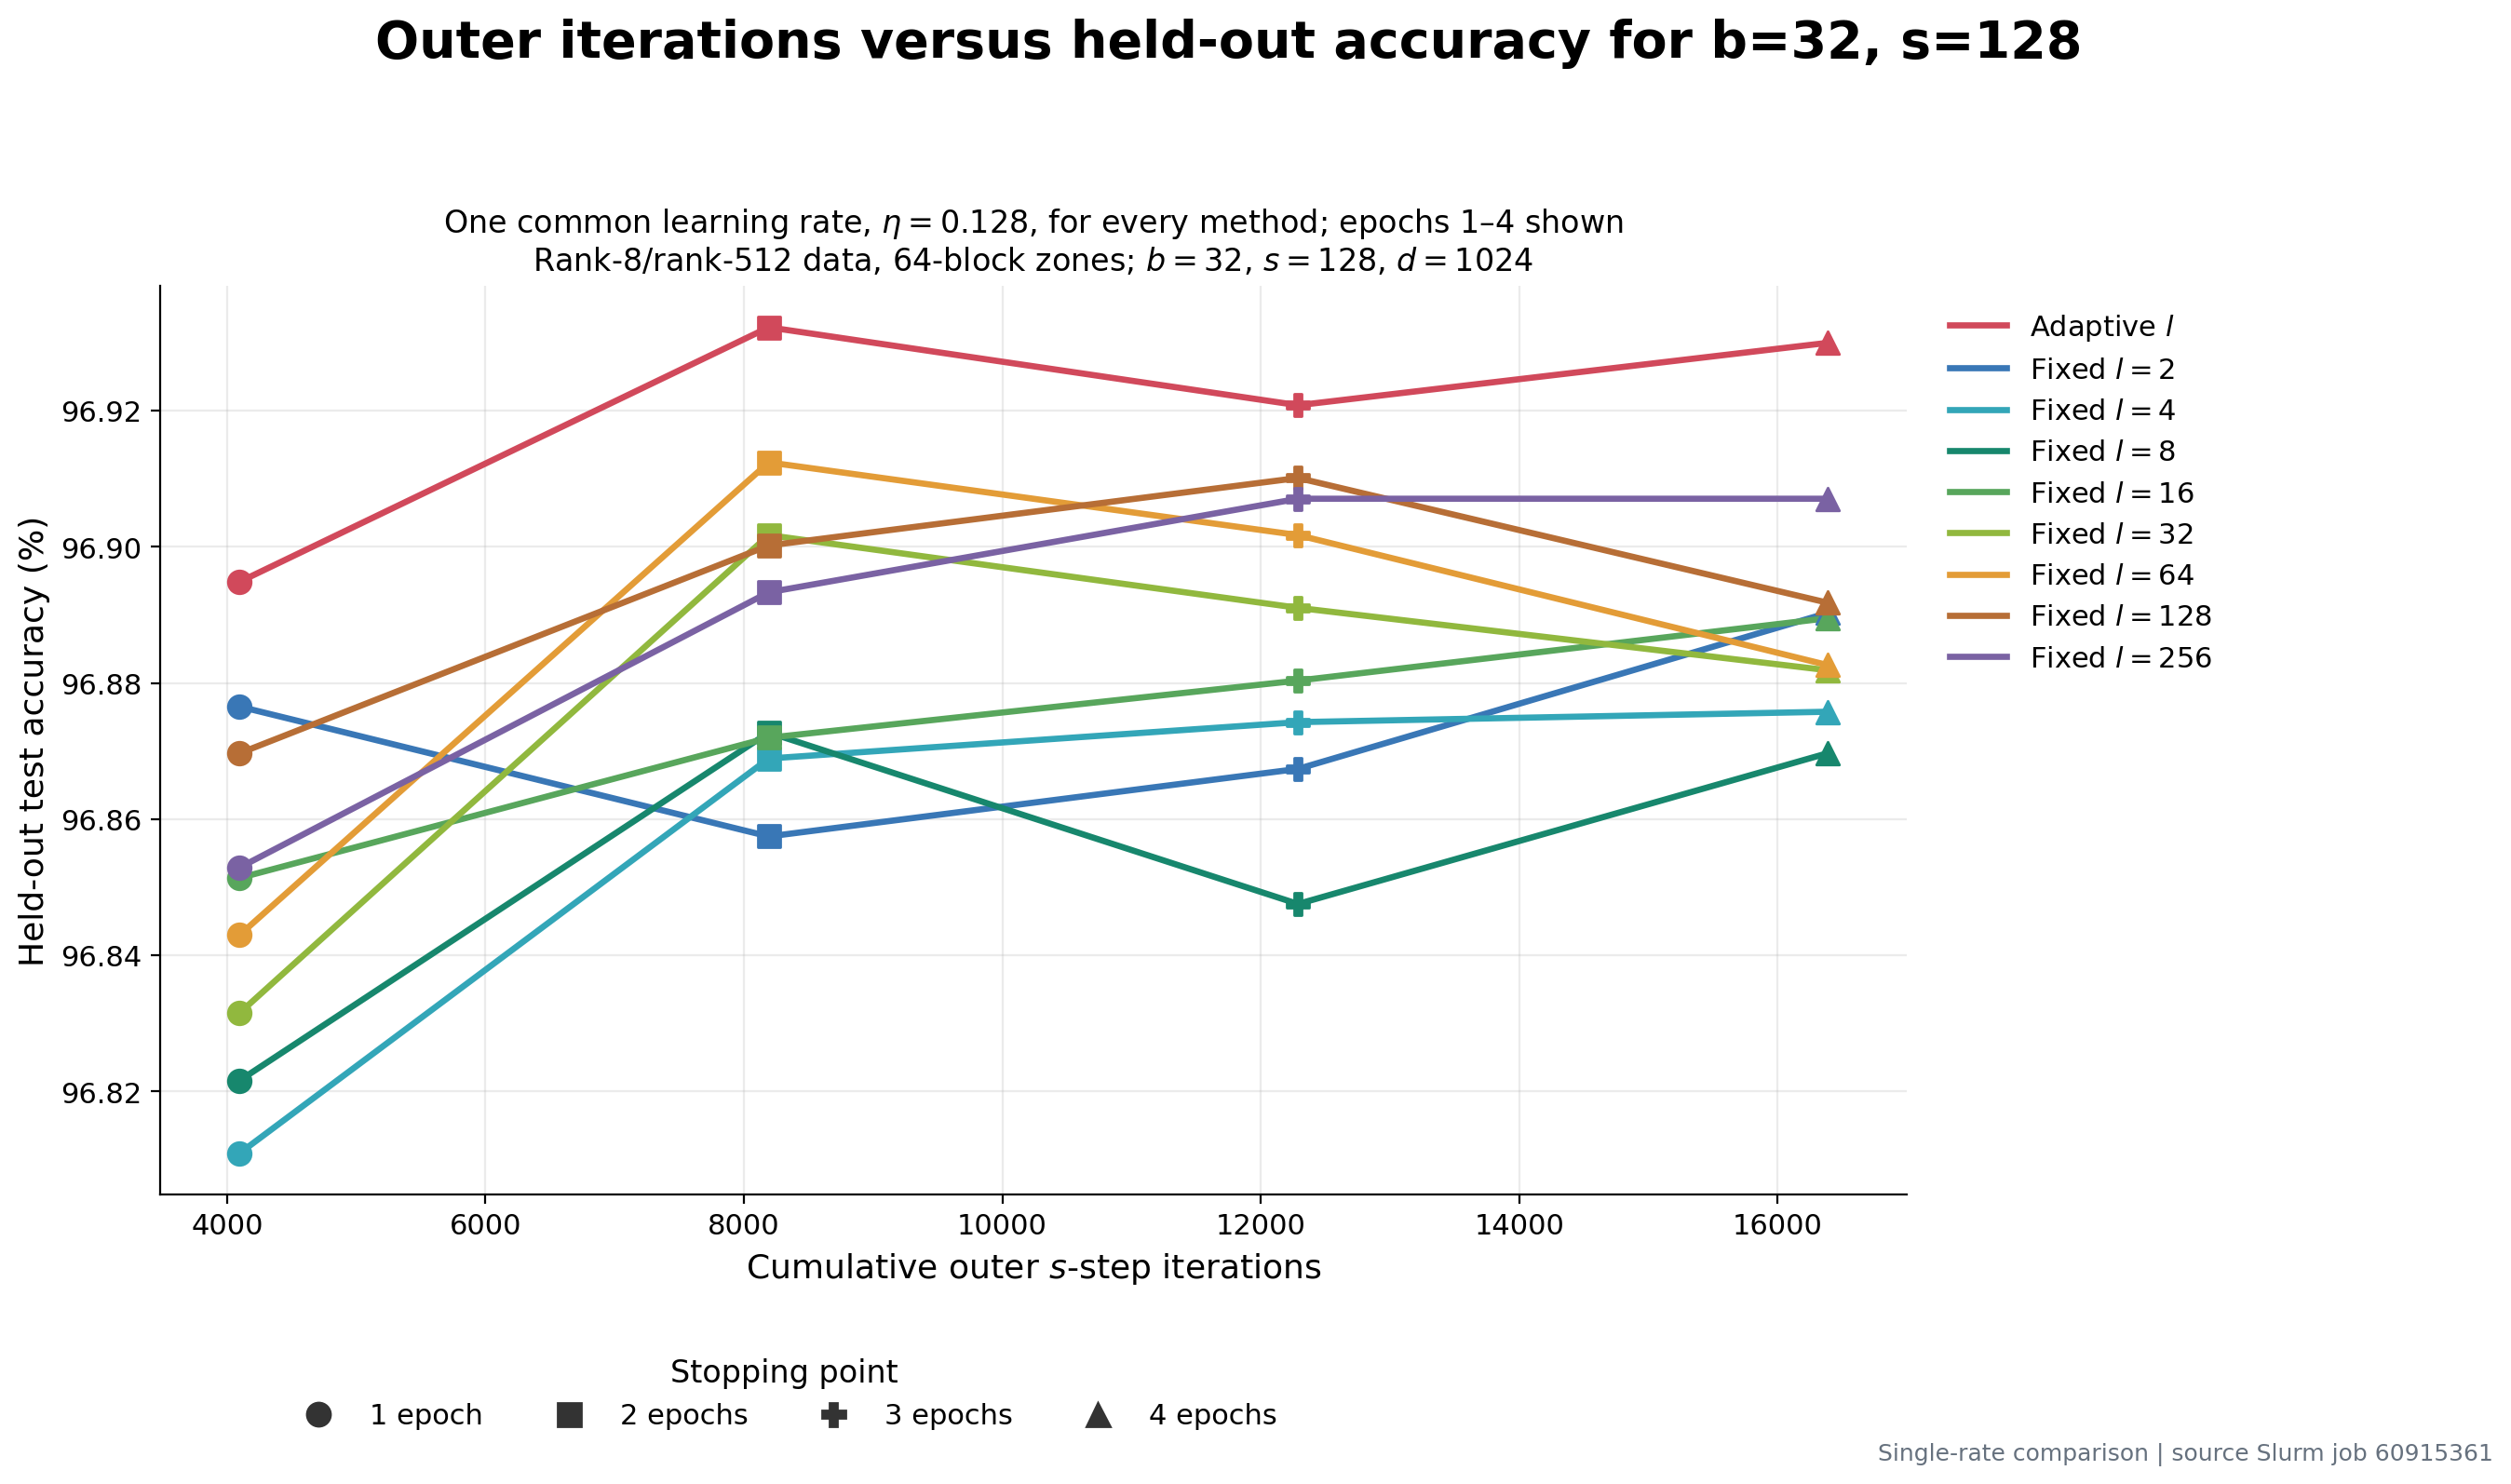 Outer iterations versus held-out accuracy for b=32, s=128
One common learning rate, η = 0.128, for every method; epochs 1–4 shown
Rank-8/rank-512 data, 64-block zones; b = 32, s = 128, d = 1024
Held-out test accuracy (%)
96.92
96.90
96.88
96.86
96.84
96.82
4000 6000 8000 10000 12000 14000 16000
Cumulative outer s-step iterations
Adaptive l
Fixed l = 2
Fixed l = 4
Fixed l = 8
Fixed l = 16
Fixed l = 32
Fixed l = 64
Fixed l = 128
Fixed l = 256
Stopping point
1 epoch 2 epochs 3 epochs 4 epochs
Single-rate comparison | source Slurm job 60915361